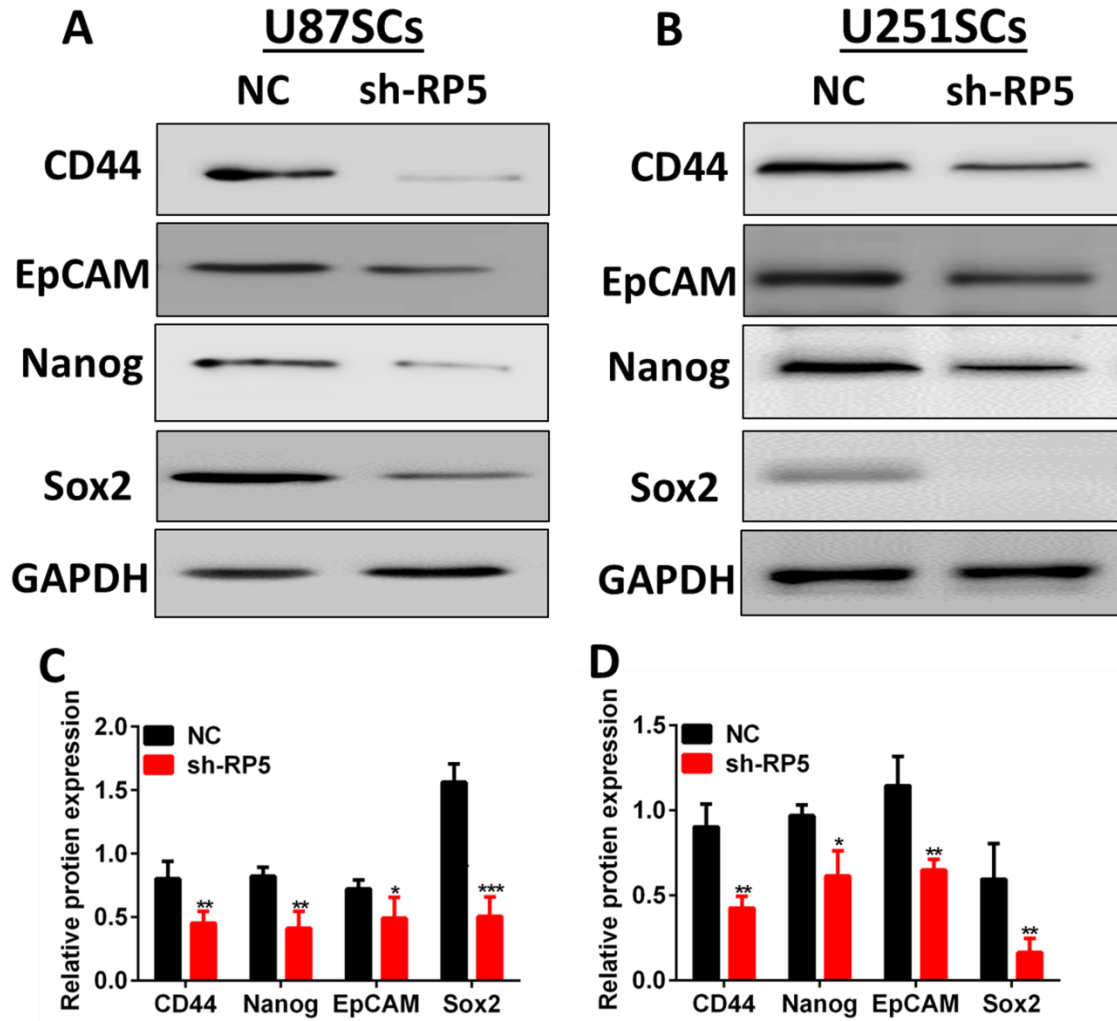 A U87SCs
NC sh-RP5
CD44
EpCAM
Nanog
Sox2
GAPDH
B U251SCs
NC sh-RP5
CD44
EpCAM
Nanog
Sox2
GAPDH
C
Relative protien expression
2.0
1.5
1.0
0.5
0.0
NC
sh-RP5
** ** * ***
CD44 Nanog EpCAM Sox2
D
Relative protien expression
1.5
1.0
0.5
0.0
NC
sh-RP5
** * ** **
CD44 Nanog EpCAM Sox2